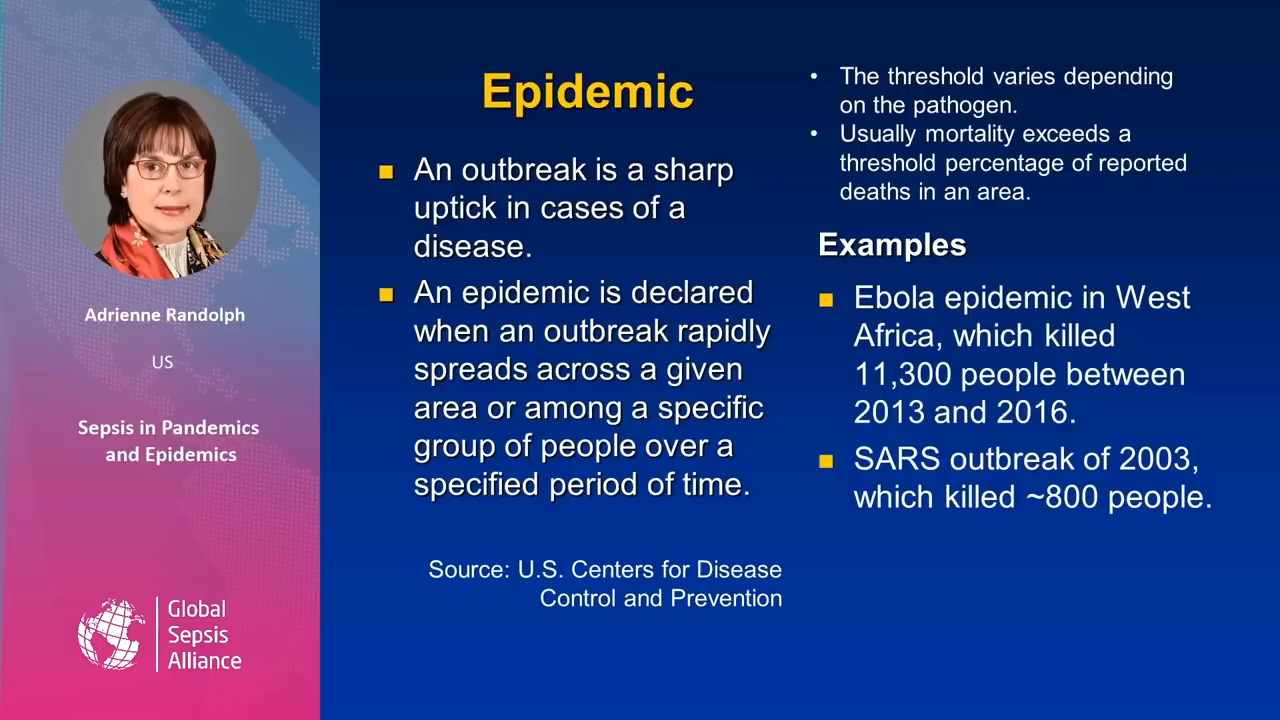 Adrienne Randolph
US
Sepsis in Pandemics
and Epidemics
Global
Sepsis
Alliance
Epidemic
■ An outbreak is a sharp
uptick in cases of a
disease.
■ An epidemic is declared
when an outbreak rapidly
spreads across a given
area or among a specific
group of people over a
specified period of time.
Source: U.S. Centers for Disease
Control and Prevention
• The threshold varies depending
on the pathogen.
• Usually mortality exceeds a
threshold percentage of reported
deaths in an area.
Examples
■ Ebola epidemic in West
Africa, which killed
11,300 people between
2013 and 2016.
■ SARS outbreak of 2003,
which killed ~800 people.